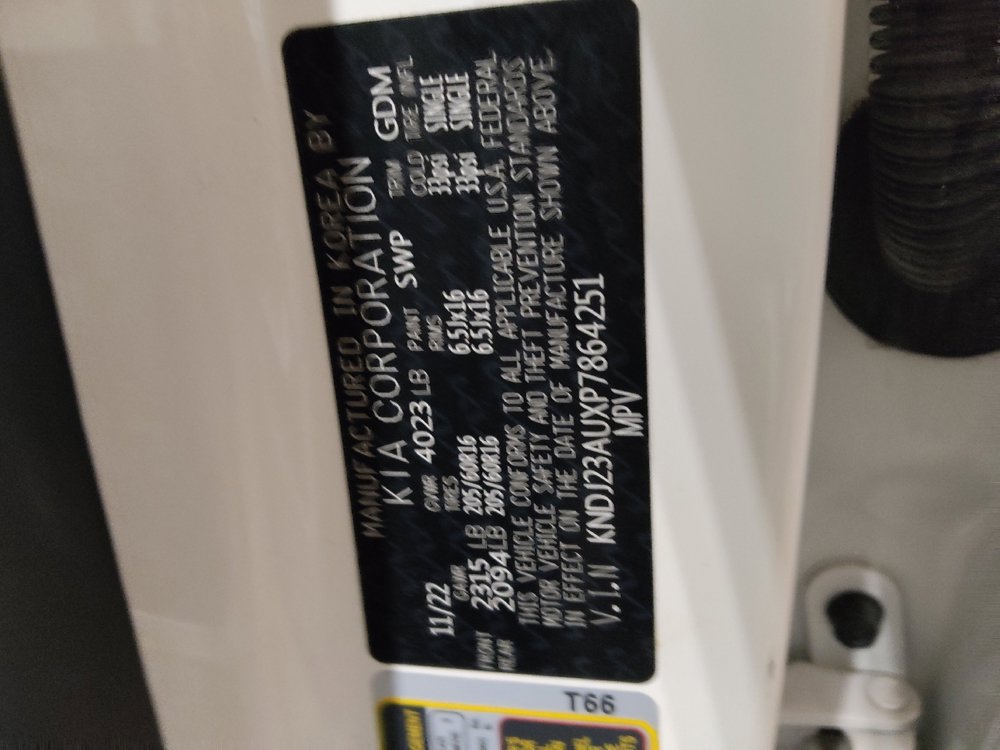 MANUFACTURED IN KOREA BY
KIA CORPORATION
11/22 GVWR 4023 LB PAINT SWP TRIM GDM
GAWR TIRES RIMS COLD TIRE INFL
FRONT 2315 LB 205/60R16 6.5Jx16 33psi SINGLE
REAR 2094LB 205/60R16 6.5Jx16 33psi SINGLE
THIS VEHICLE CONFORMS TO ALL APPLICABLE U.S.A. FEDERAL
MOTOR VEHICLE SAFETY AND THEFT PREVENTION STANDARDS
IN EFFECT ON THE DATE OF MANUFACTURE SHOWN ABOVE.
V.I.N KNDJ23AUXP7864251
MPV
T66